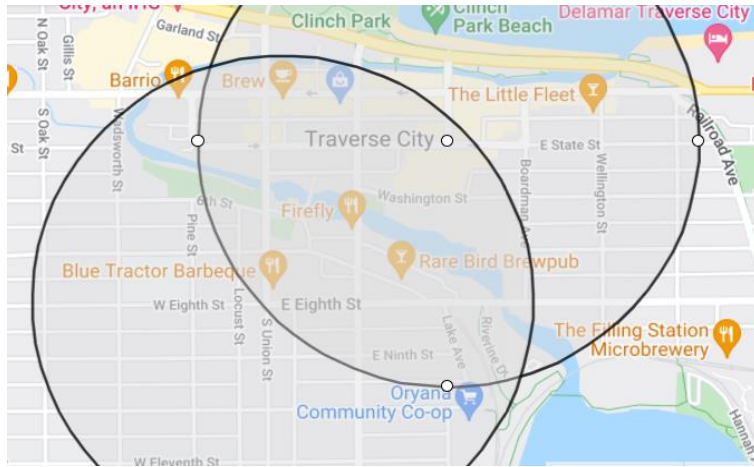 City, an IHG
Clinch Park
Clinch
Park Beach
Delamar Traverse City
N Oak St
Gillis St
Garland St
Barrio
Brew
The Little Fleet
S Oak St
Wadsworth St
St
Traverse City
E State St
Railroad Ave
Boardman Ave
Wellington St
Washington St
6th St
Firefly
Pine St
Blue Tractor Barbeque
Rare Bird Brewpub
W Eighth St
Locust St
E Eighth St
S Union St
Lake Ave
Riverine
The Filling Station
Microbrewery
E Ninth St
Oryana
Community Co-op
Hannah
W Eleventh St